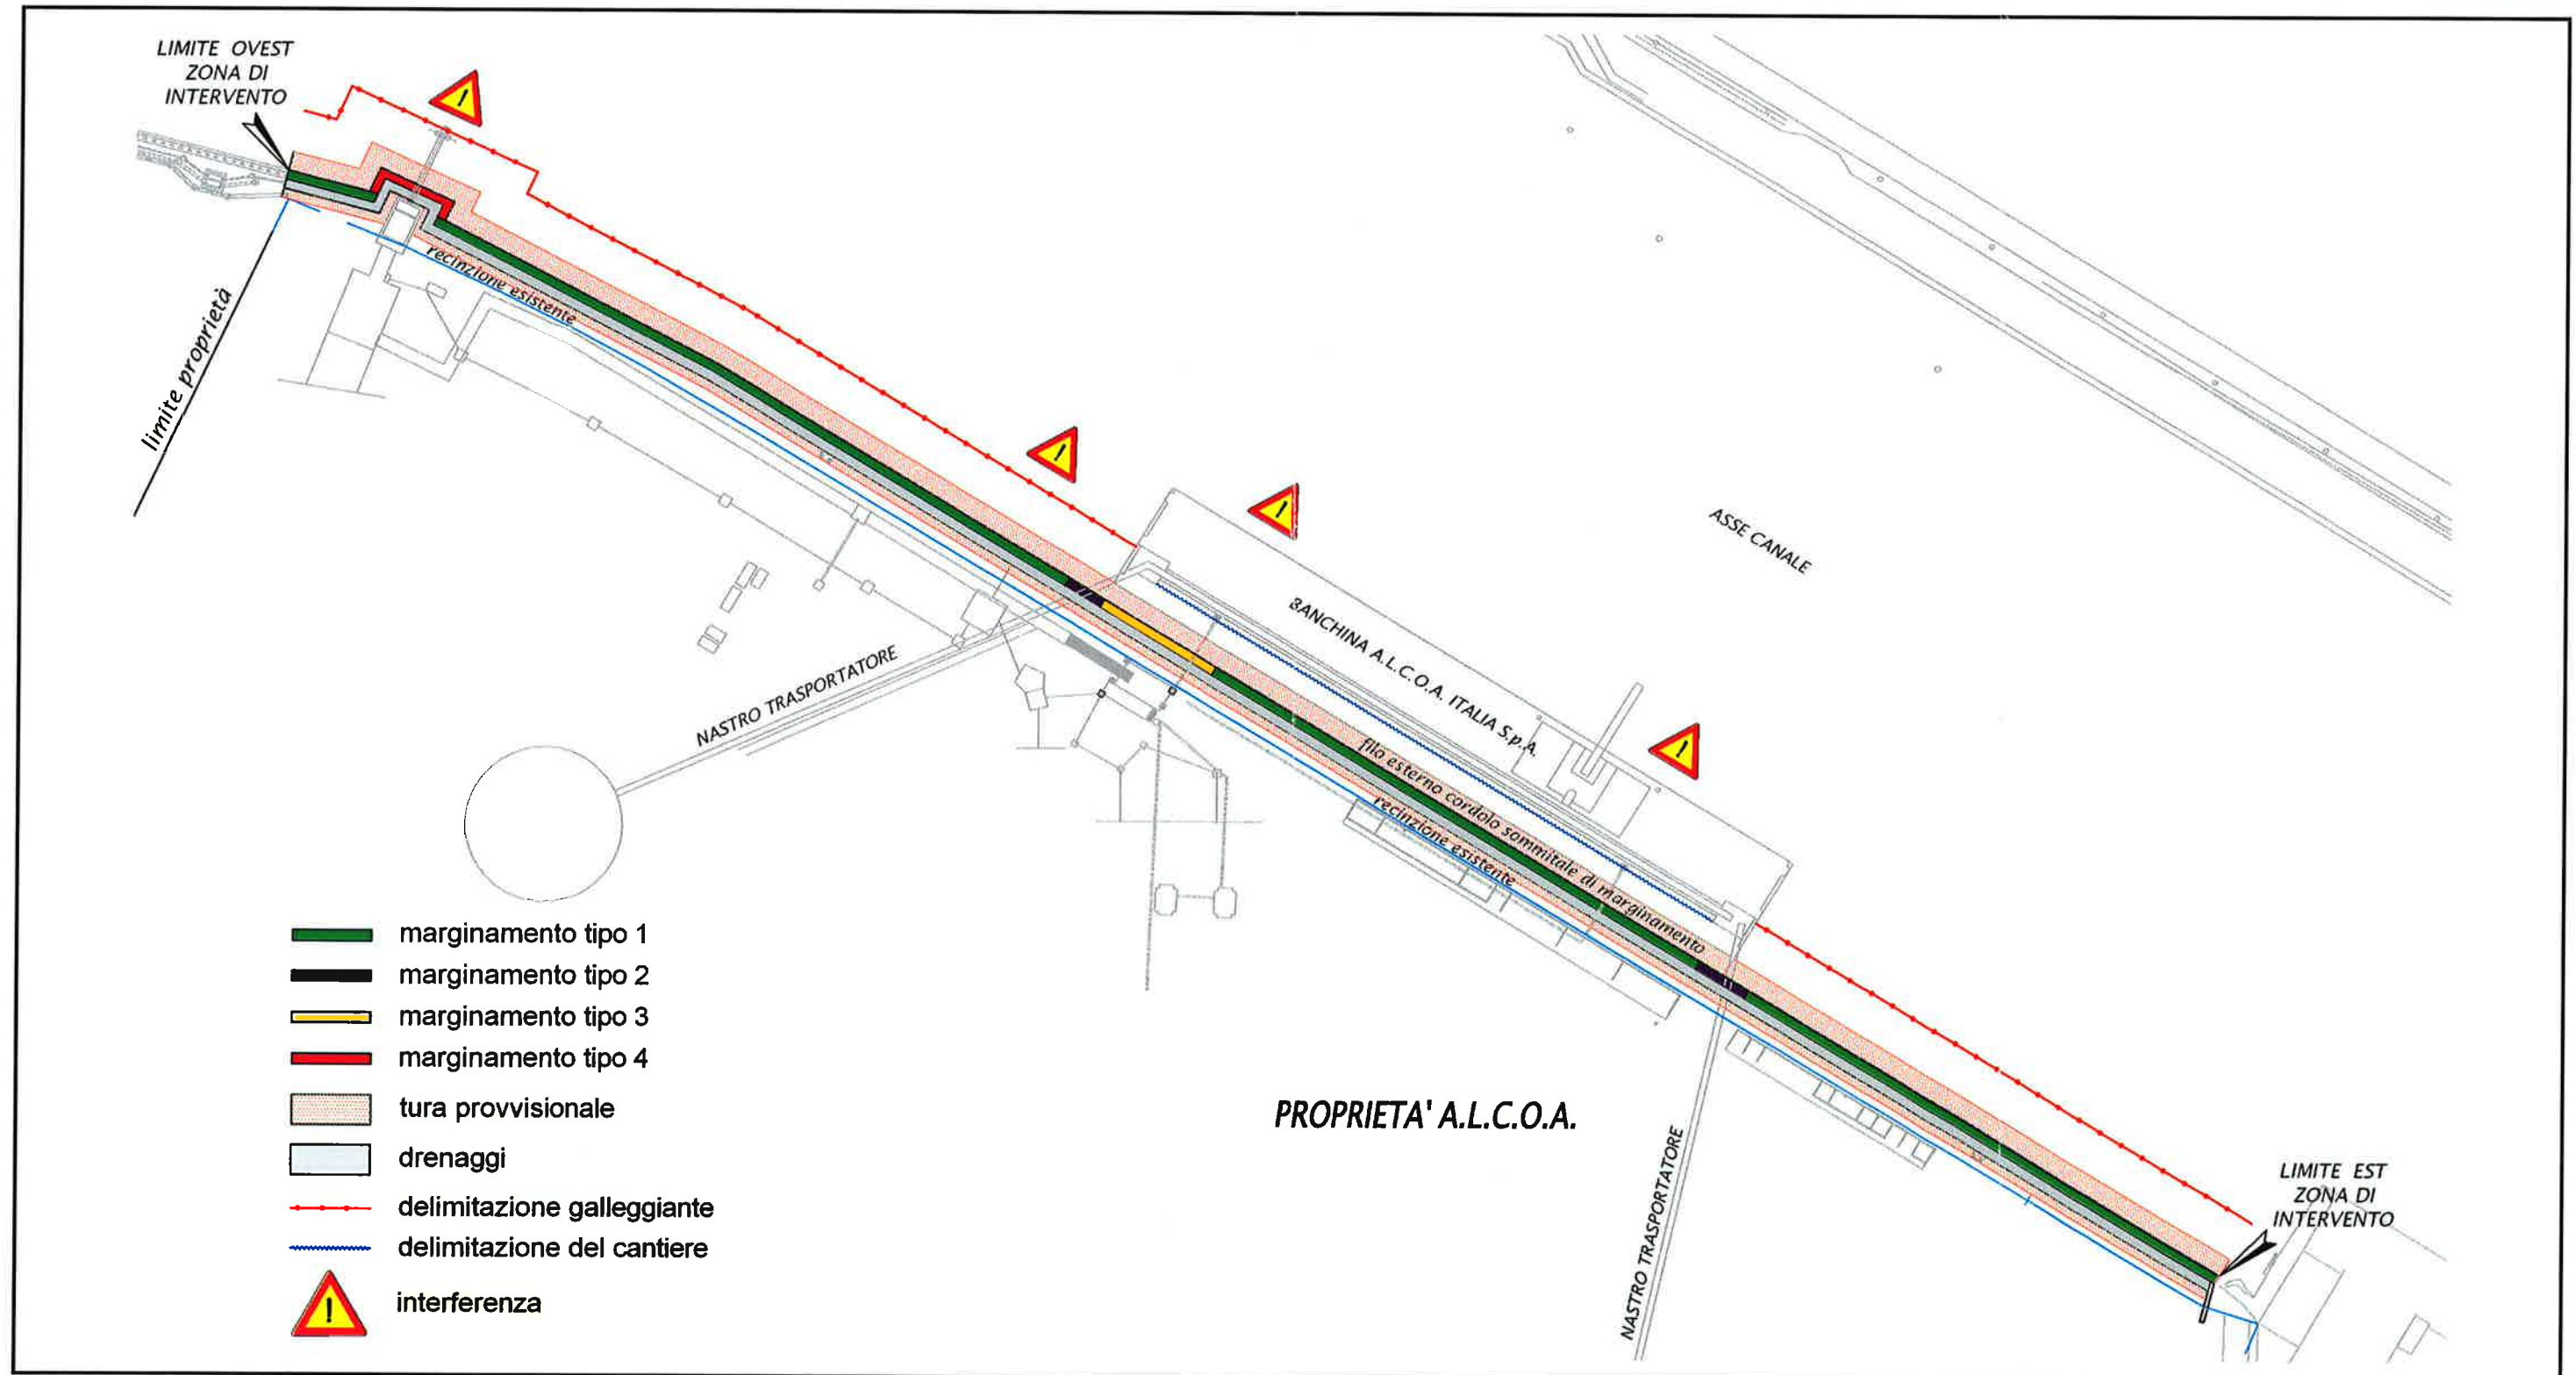 LIMITE OVEST
ZONA DI
INTERVENTO
limite proprietà
recinzione esistente
ASSE CANALE
BANCHINA A.L.C.O.A. ITALIA S.p.A.
NASTRO TRASPORTATORE
filo esterno cordolo sommitale di marginamento
recinzione esistente
marginamento tipo 1
marginamento tipo 2
marginamento tipo 3
marginamento tipo 4
tura provvisionale
drenaggi
delimitazione galleggiante
delimitazione del cantiere
interferenza
PROPRIETA' A.L.C.O.A.
NASTRO TRASPORTATORE
LIMITE EST
ZONA DI
INTERVENTO